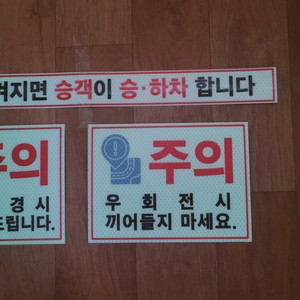 겨지면 승객이 승·하차 합니다
주의
경시
드립니다.
주의
우회전시
끼어들지 마세요.